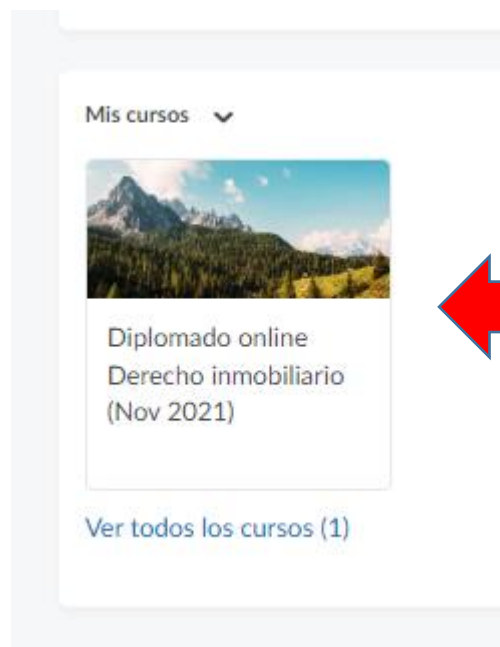 Mis cursos
Diplomado online
Derecho inmobiliario
(Nov 2021)
Ver todos los cursos (1)